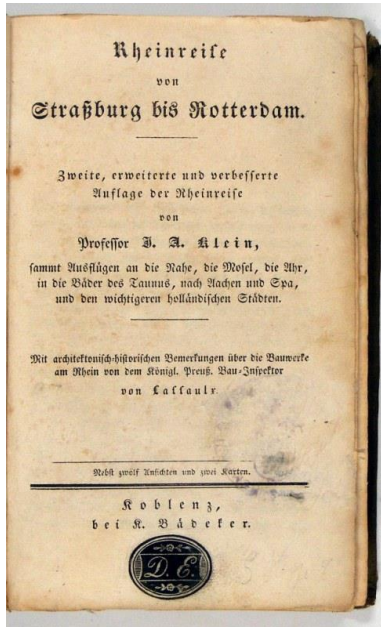 Rheinreise
von
Straßburg bis Rotterdam.
Zweite, erweiterte und verbesserte
Auflage der Rheinreise
von
Professor J. A. Klein,
sammt Ausflügen an die Nahe, die Mosel, die Ahr,
in die Bäder des Taunus, nach Aachen und Spa,
und den wichtigeren holländischen Städten.
Mit architektonisch-historischen Bemerkungen über die Bauwerke
am Rhein von dem Königl. Preuß. Bau-Inspektor
von Lassaulx
Nebst zwölf Ansichten und zwei Karten.
Koblenz,
bei K. Bädeker.
D. E.